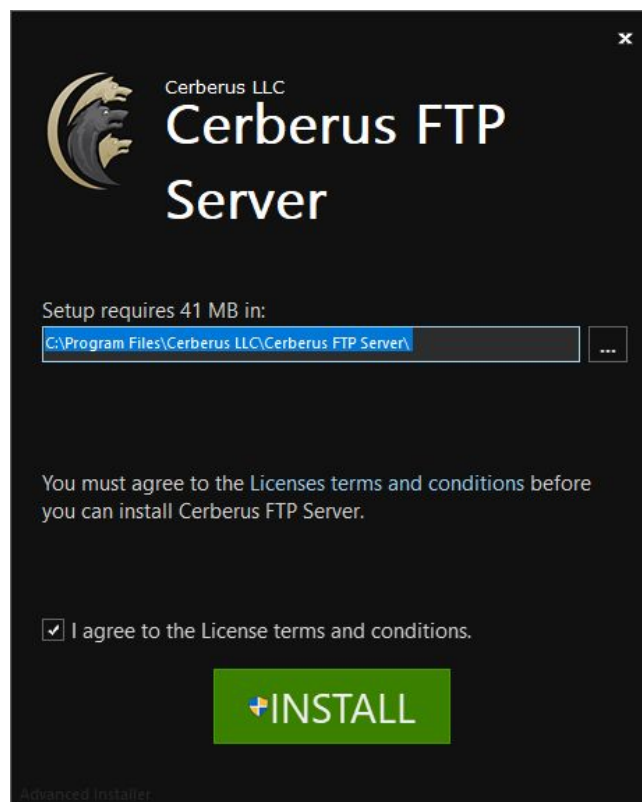 Cerberus LLC
Cerberus FTP
Server
Setup requires 41 MB in:
C:\Program Files\Cerberus LLC\Cerberus FTP Server\
...
You must agree to the Licenses terms and conditions before
you can install Cerberus FTP Server.
I agree to the License terms and conditions.
INSTALL
Advanced Installer